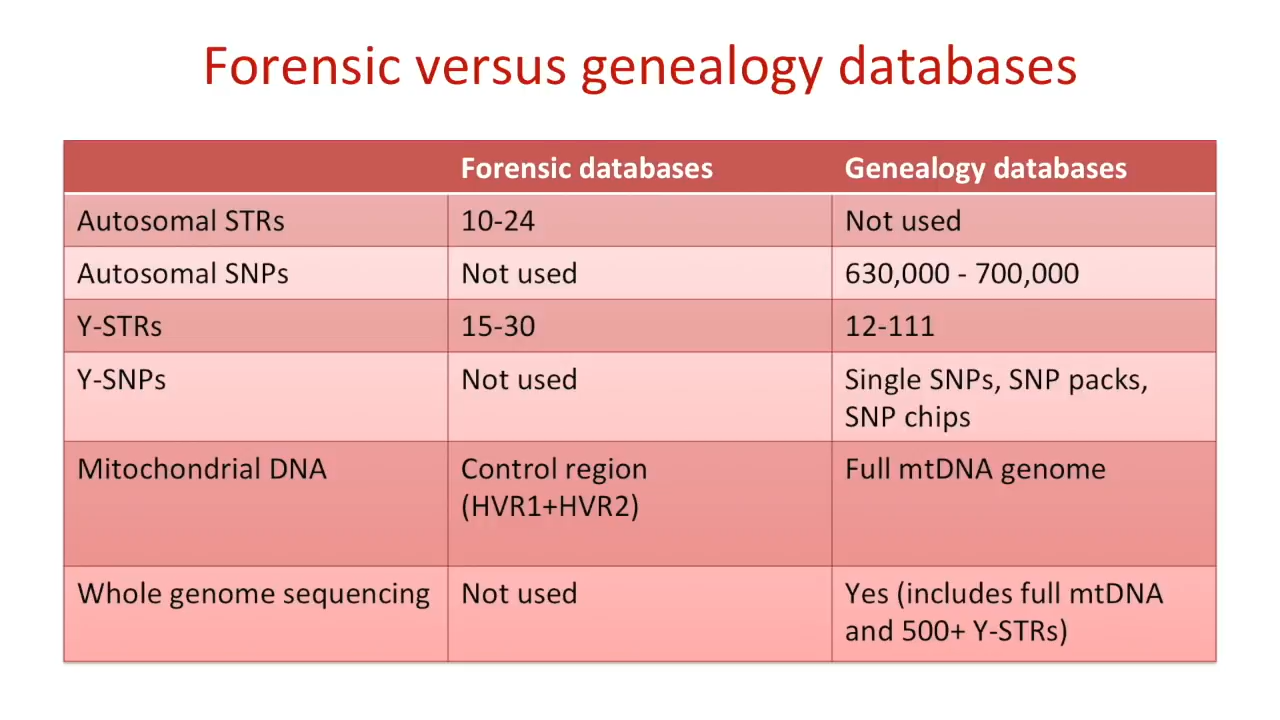 Forensic versus genealogy databases
Forensic databases Genealogy databases
Autosomal STRs 10-24 Not used
Autosomal SNPs Not used 630,000 - 700,000
Y-STRs 15-30 12-111
Y-SNPs Not used Single SNPs, SNP packs,
SNP chips
Mitochondrial DNA Control region Full mtDNA genome
(HVR1+HVR2)
Whole genome sequencing Not used Yes (includes full mtDNA
and 500+ Y-STRs)